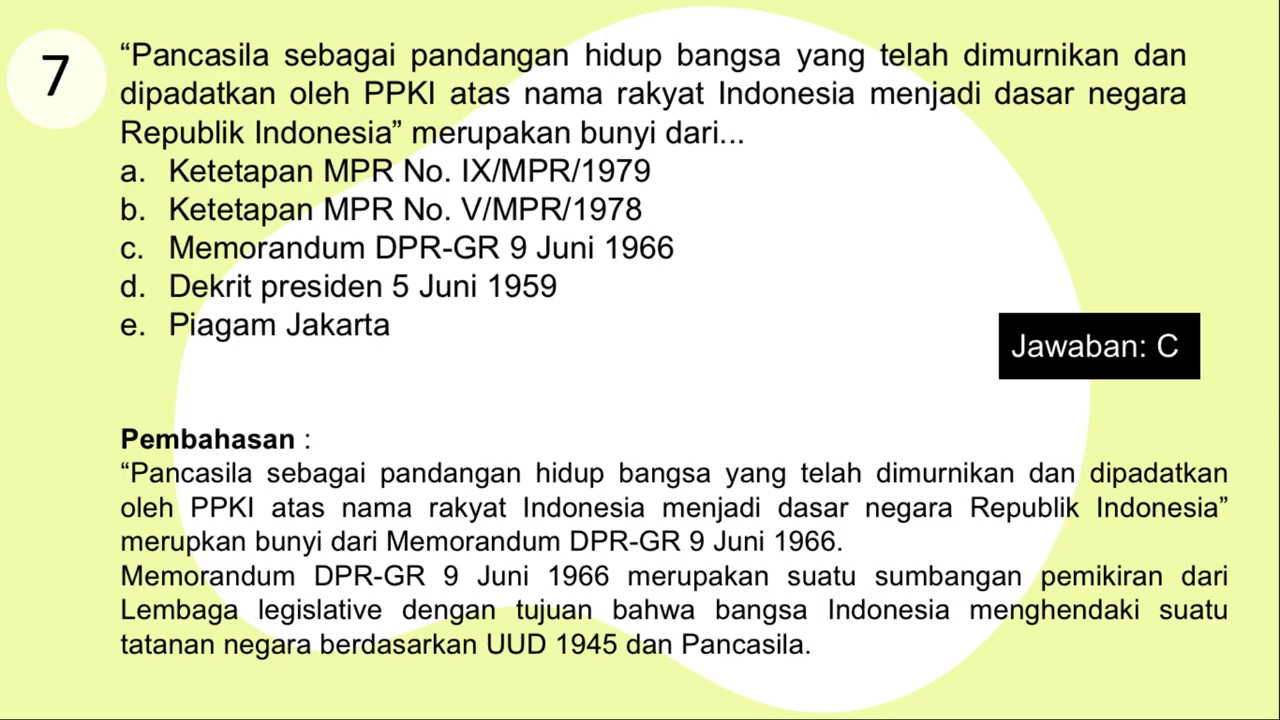 7
“Pancasila sebagai pandangan hidup bangsa yang telah dimurnikan dan
dipadatkan oleh PPKI atas nama rakyat Indonesia menjadi dasar negara
Republik Indonesia” merupakan bunyi dari...
a. Ketetapan MPR No. IX/MPR/1979
b. Ketetapan MPR No. V/MPR/1978
c. Memorandum DPR-GR 9 Juni 1966
d. Dekrit presiden 5 Juni 1959
e. Piagam Jakarta
Jawaban: C
Pembahasan :
“Pancasila sebagai pandangan hidup bangsa yang telah dimurnikan dan dipadatkan
oleh PPKI atas nama rakyat Indonesia menjadi dasar negara Republik Indonesia”
merupkan bunyi dari Memorandum DPR-GR 9 Juni 1966.
Memorandum DPR-GR 9 Juni 1966 merupakan suatu sumbangan pemikiran dari
Lembaga legislative dengan tujuan bahwa bangsa Indonesia menghendaki suatu
tatanan negara berdasarkan UUD 1945 dan Pancasila.